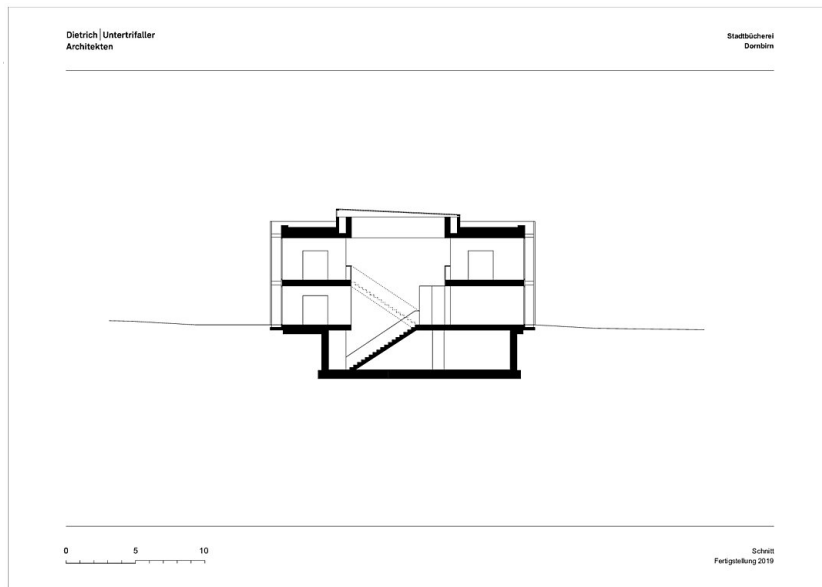 Dietrich|Untertrifaller
Architekten
Stadtbücherei
Dornbirn
0 5 10
Schnitt
Fertigstellung 2019